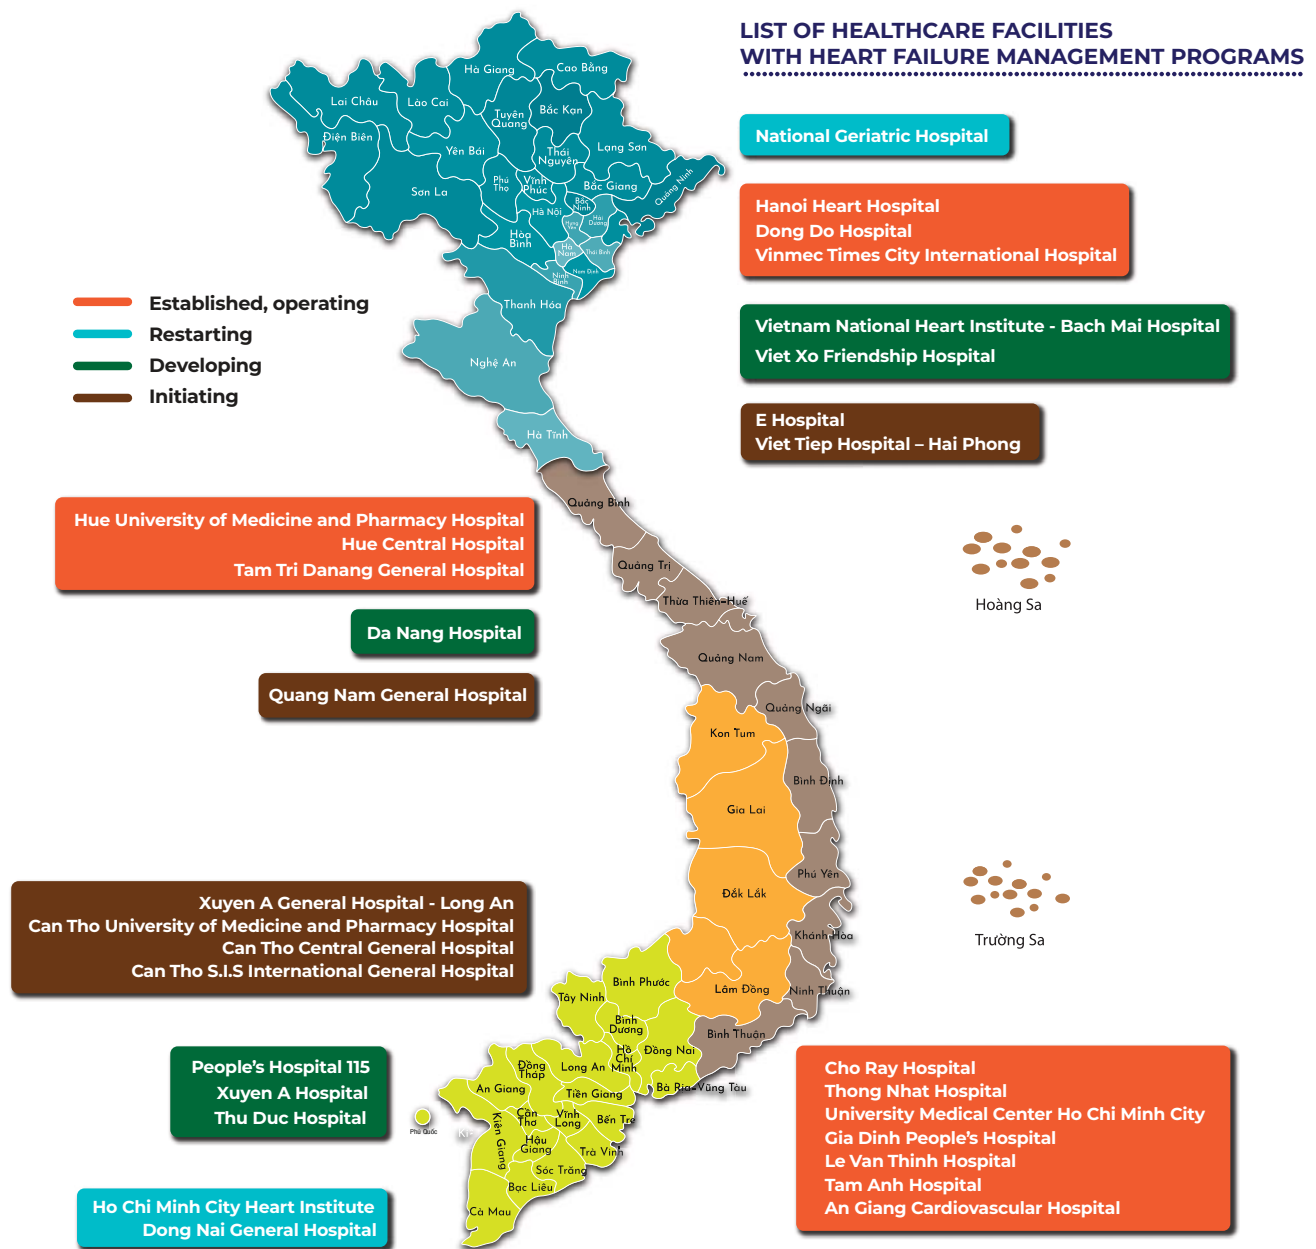 LIST OF HEALTHCARE FACILITIES
WITH HEART FAILURE MANAGEMENT PROGRAMS
National Geriatric Hospital
Hanoi Heart Hospital
Dong Do Hospital
Vinmec Times City International Hospital
Vietnam National Heart Institute - Bach Mai Hospital
Viet Xo Friendship Hospital
E Hospital
Viet Tiep Hospital – Hai Phong
Established, operating
Restarting
Developing
Initiating
Hà Giang
Cao Bằng
Lai Châu
Lào Cai
Tuyên
Quang
Bắc Kạn
Điện Biên
Yên Bái
Thái
Nguyên
Lạng Sơn
Sơn La
Phú
Thọ
Vĩnh
Phúc
Bắc Giang
Quảng Ninh
Bắc
Ninh
Hà Nội
Hải
Dương
Hưng
Yên
Hòa
Bình
Hà
Nam
Thái Bình
Nam Định
Ninh
Bình
Thanh Hóa
Nghệ An
Hà Tĩnh
Quảng Bình
Quảng Trị
Thừa Thiên-Huế
Quảng Nam
Quảng Ngãi
Kon Tum
Bình Định
Gia Lai
Phú Yên
Đắk Lắk
Khánh Hòa
Lâm Đồng
Ninh Thuận
Bình Thuận
Bình Phước
Tây Ninh
Bình
Dương
Đồng Nai
Hồ
Chí
Minh
Bà Rịa-Vũng Tàu
Long An
Đồng
Tháp
An Giang
Tiền Giang
Kiên Giang
Ki
Cần
Thơ
Vĩnh
Long
Bến Tre
Hậu
Giang
Trà Vinh
Sóc Trăng
Bạc Liêu
Cà Mau
Phú Quốc
Hoàng Sa
Trường Sa
Hue University of Medicine and Pharmacy Hospital
Hue Central Hospital
Tam Tri Danang General Hospital
Da Nang Hospital
Quang Nam General Hospital
Xuyen A General Hospital - Long An
Can Tho University of Medicine and Pharmacy Hospital
Can Tho Central General Hospital
Can Tho S.I.S International General Hospital
People's Hospital 115
Xuyen A Hospital
Thu Duc Hospital
Ho Chi Minh City Heart Institute
Dong Nai General Hospital
Cho Ray Hospital
Thong Nhat Hospital
University Medical Center Ho Chi Minh City
Gia Dinh People's Hospital
Le Van Thinh Hospital
Tam Anh Hospital
An Giang Cardiovascular Hospital